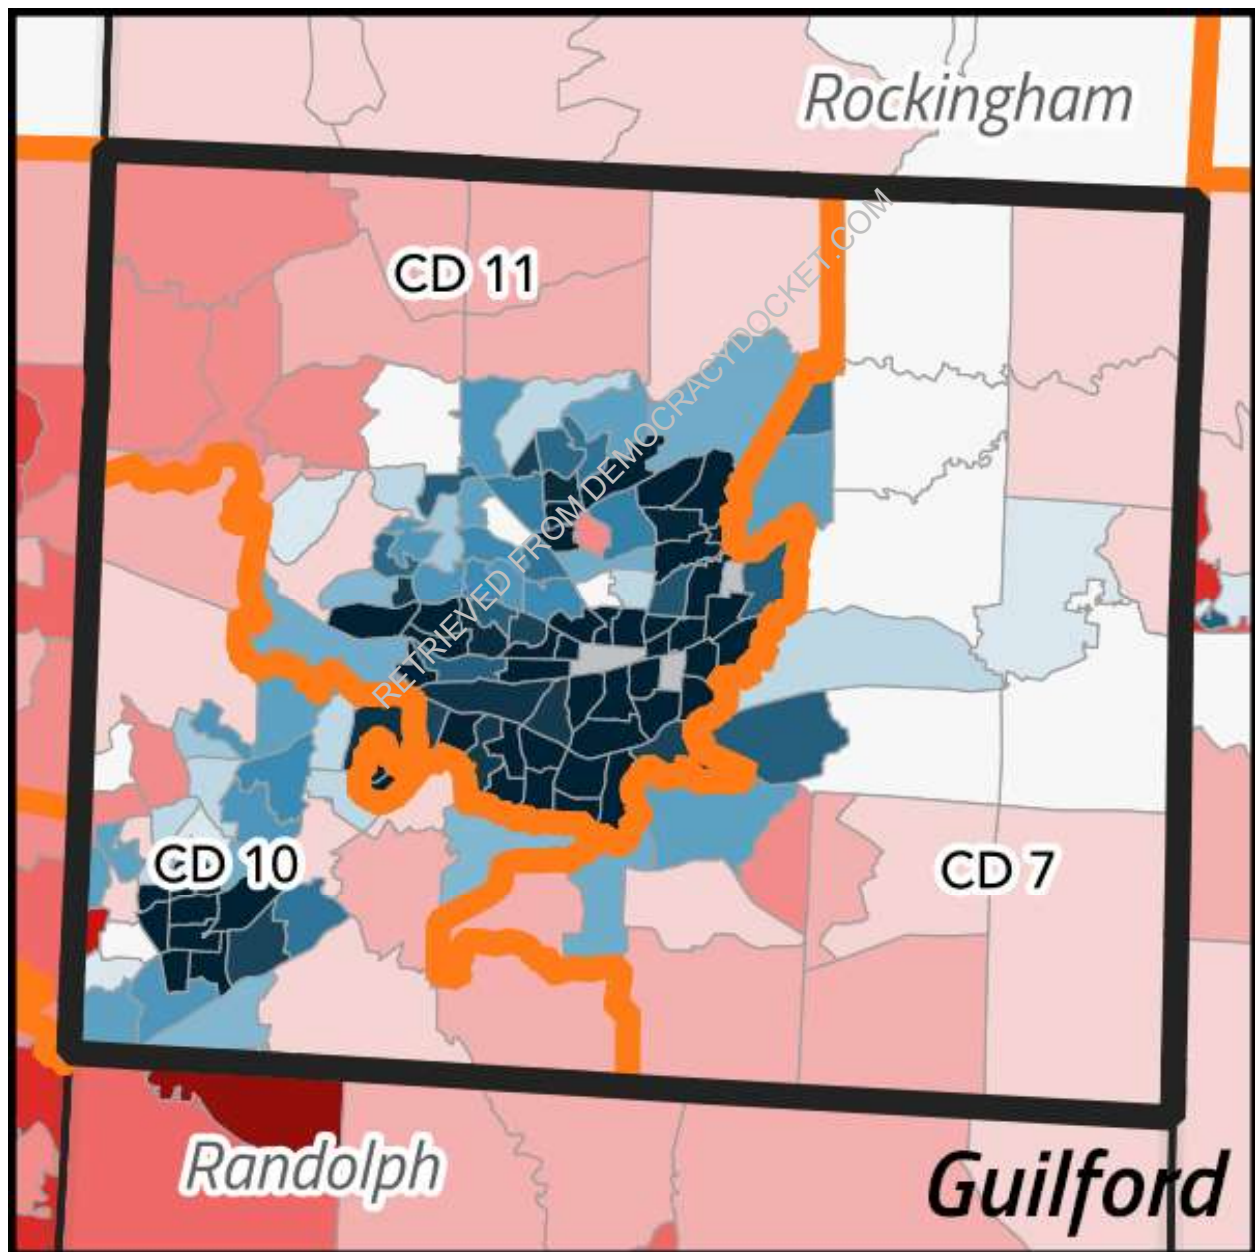 Rockingham
CD 11
RETRIEVED FROM DEMOCRACYDOCKET.COM
CD 10
CD 7
Randolph
Guilford